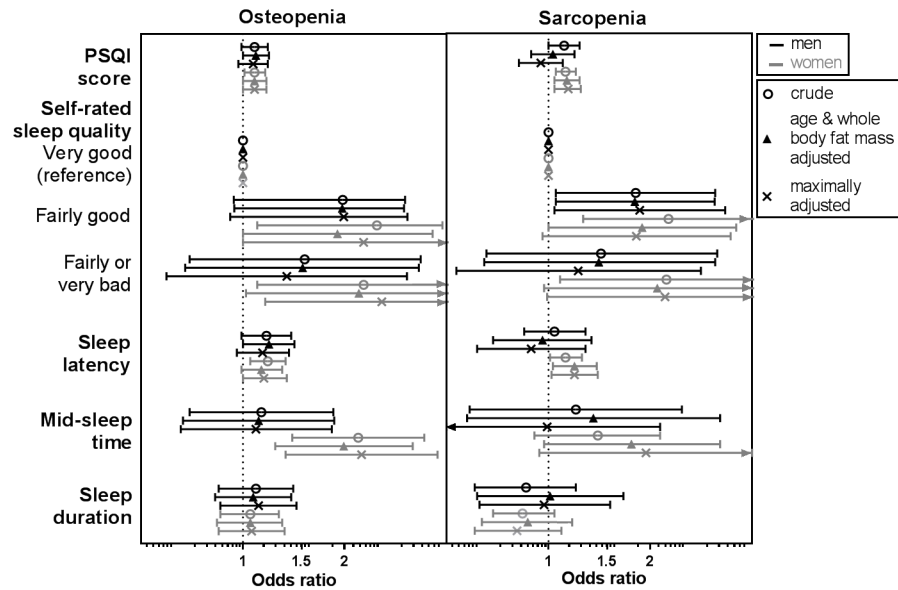 Osteopenia
Sarcopenia
PSQI
score
Self-rated
sleep quality
Very good
(reference)
Fairly good
Fairly or
very bad
Sleep
latency
Mid-sleep
time
Sleep
duration
1 1.5 2
Odds ratio
1 1.5 2
Odds ratio
men
women
crude
age & whole
body fat mass
adjusted
maximally
adjusted